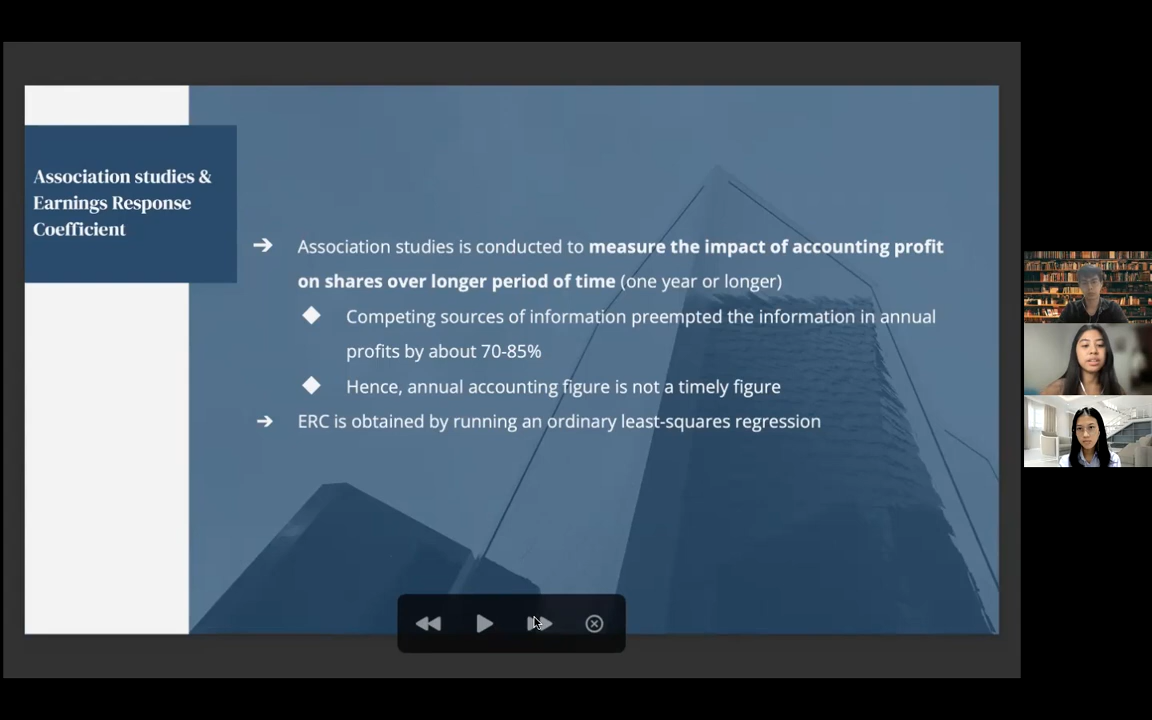 Association studies &
Earnings Response
Coefficient
Association studies is conducted to measure the impact of accounting profit
on shares over longer period of time (one year or longer)
Competing sources of information preempted the information in annual
profits by about 70-85%
Hence, annual accounting figure is not a timely figure
ERC is obtained by running an ordinary least-squares regression